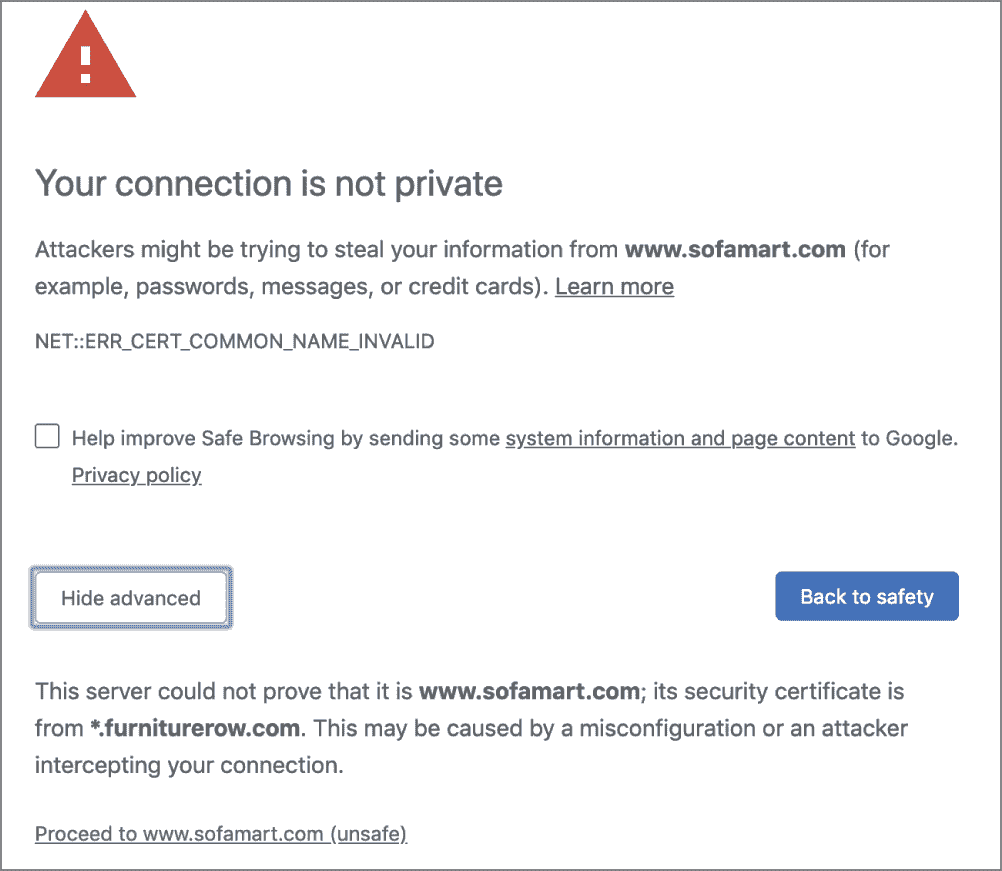 Your connection is not private
Attackers might be trying to steal your information from www.sofamart.com (for
example, passwords, messages, or credit cards). Learn more
NET::ERR_CERT_COMMON_NAME_INVALID
Help improve Safe Browsing by sending some system information and page content to Google.
Privacy policy
Hide advanced
Back to safety
This server could not prove that it is www.sofamart.com; its security certificate is
from *.furniturerow.com. This may be caused by a misconfiguration or an attacker
intercepting your connection.
Proceed to www.sofamart.com (unsafe)